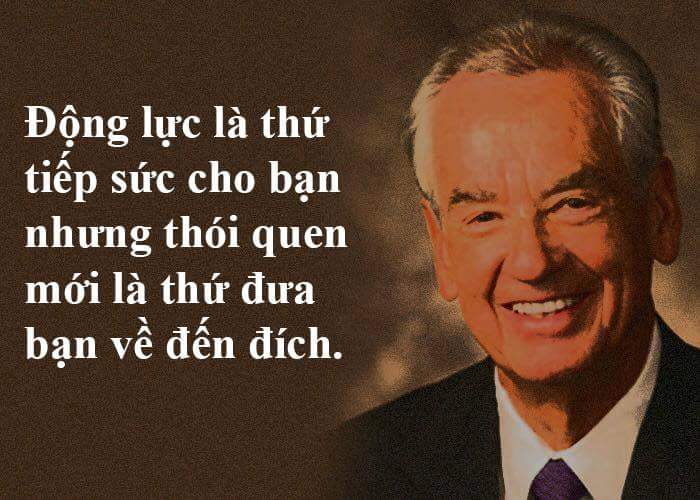 Động lực là thứ
tiếp sức cho bạn
nhưng thói quen
mới là thứ đưa
bạn về đến đích.